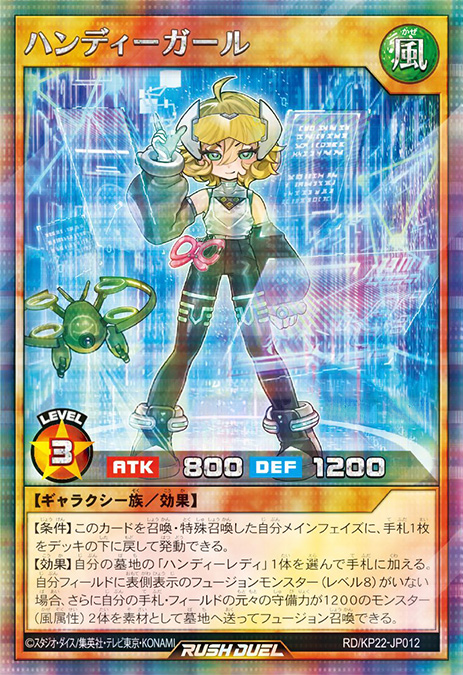 ハンディーガール
かぜ
風
LEVEL
3
ATK 800 DEF 1200
【ギャラクシー族/効果】
【条件】このカードを召喚・特殊召喚した自分メインフェイズに、手札1枚
をデッキの下に戻して発動できる。
【効果】自分の墓地の「ハンディーレディ」1体を選んで手札に加える。
自分フィールドに表側表示のフュージョンモンスター(レベル8)がいない
場合、さらに自分の手札・フィールドの元々の守備力が1200のモンスター
(風属性)2体を素材として墓地へ送ってフュージョン召喚できる。
©スタジオ・ダイス/集英社・テレビ東京・KONAMI
RUSH DUEL
RD/KP22-JP012